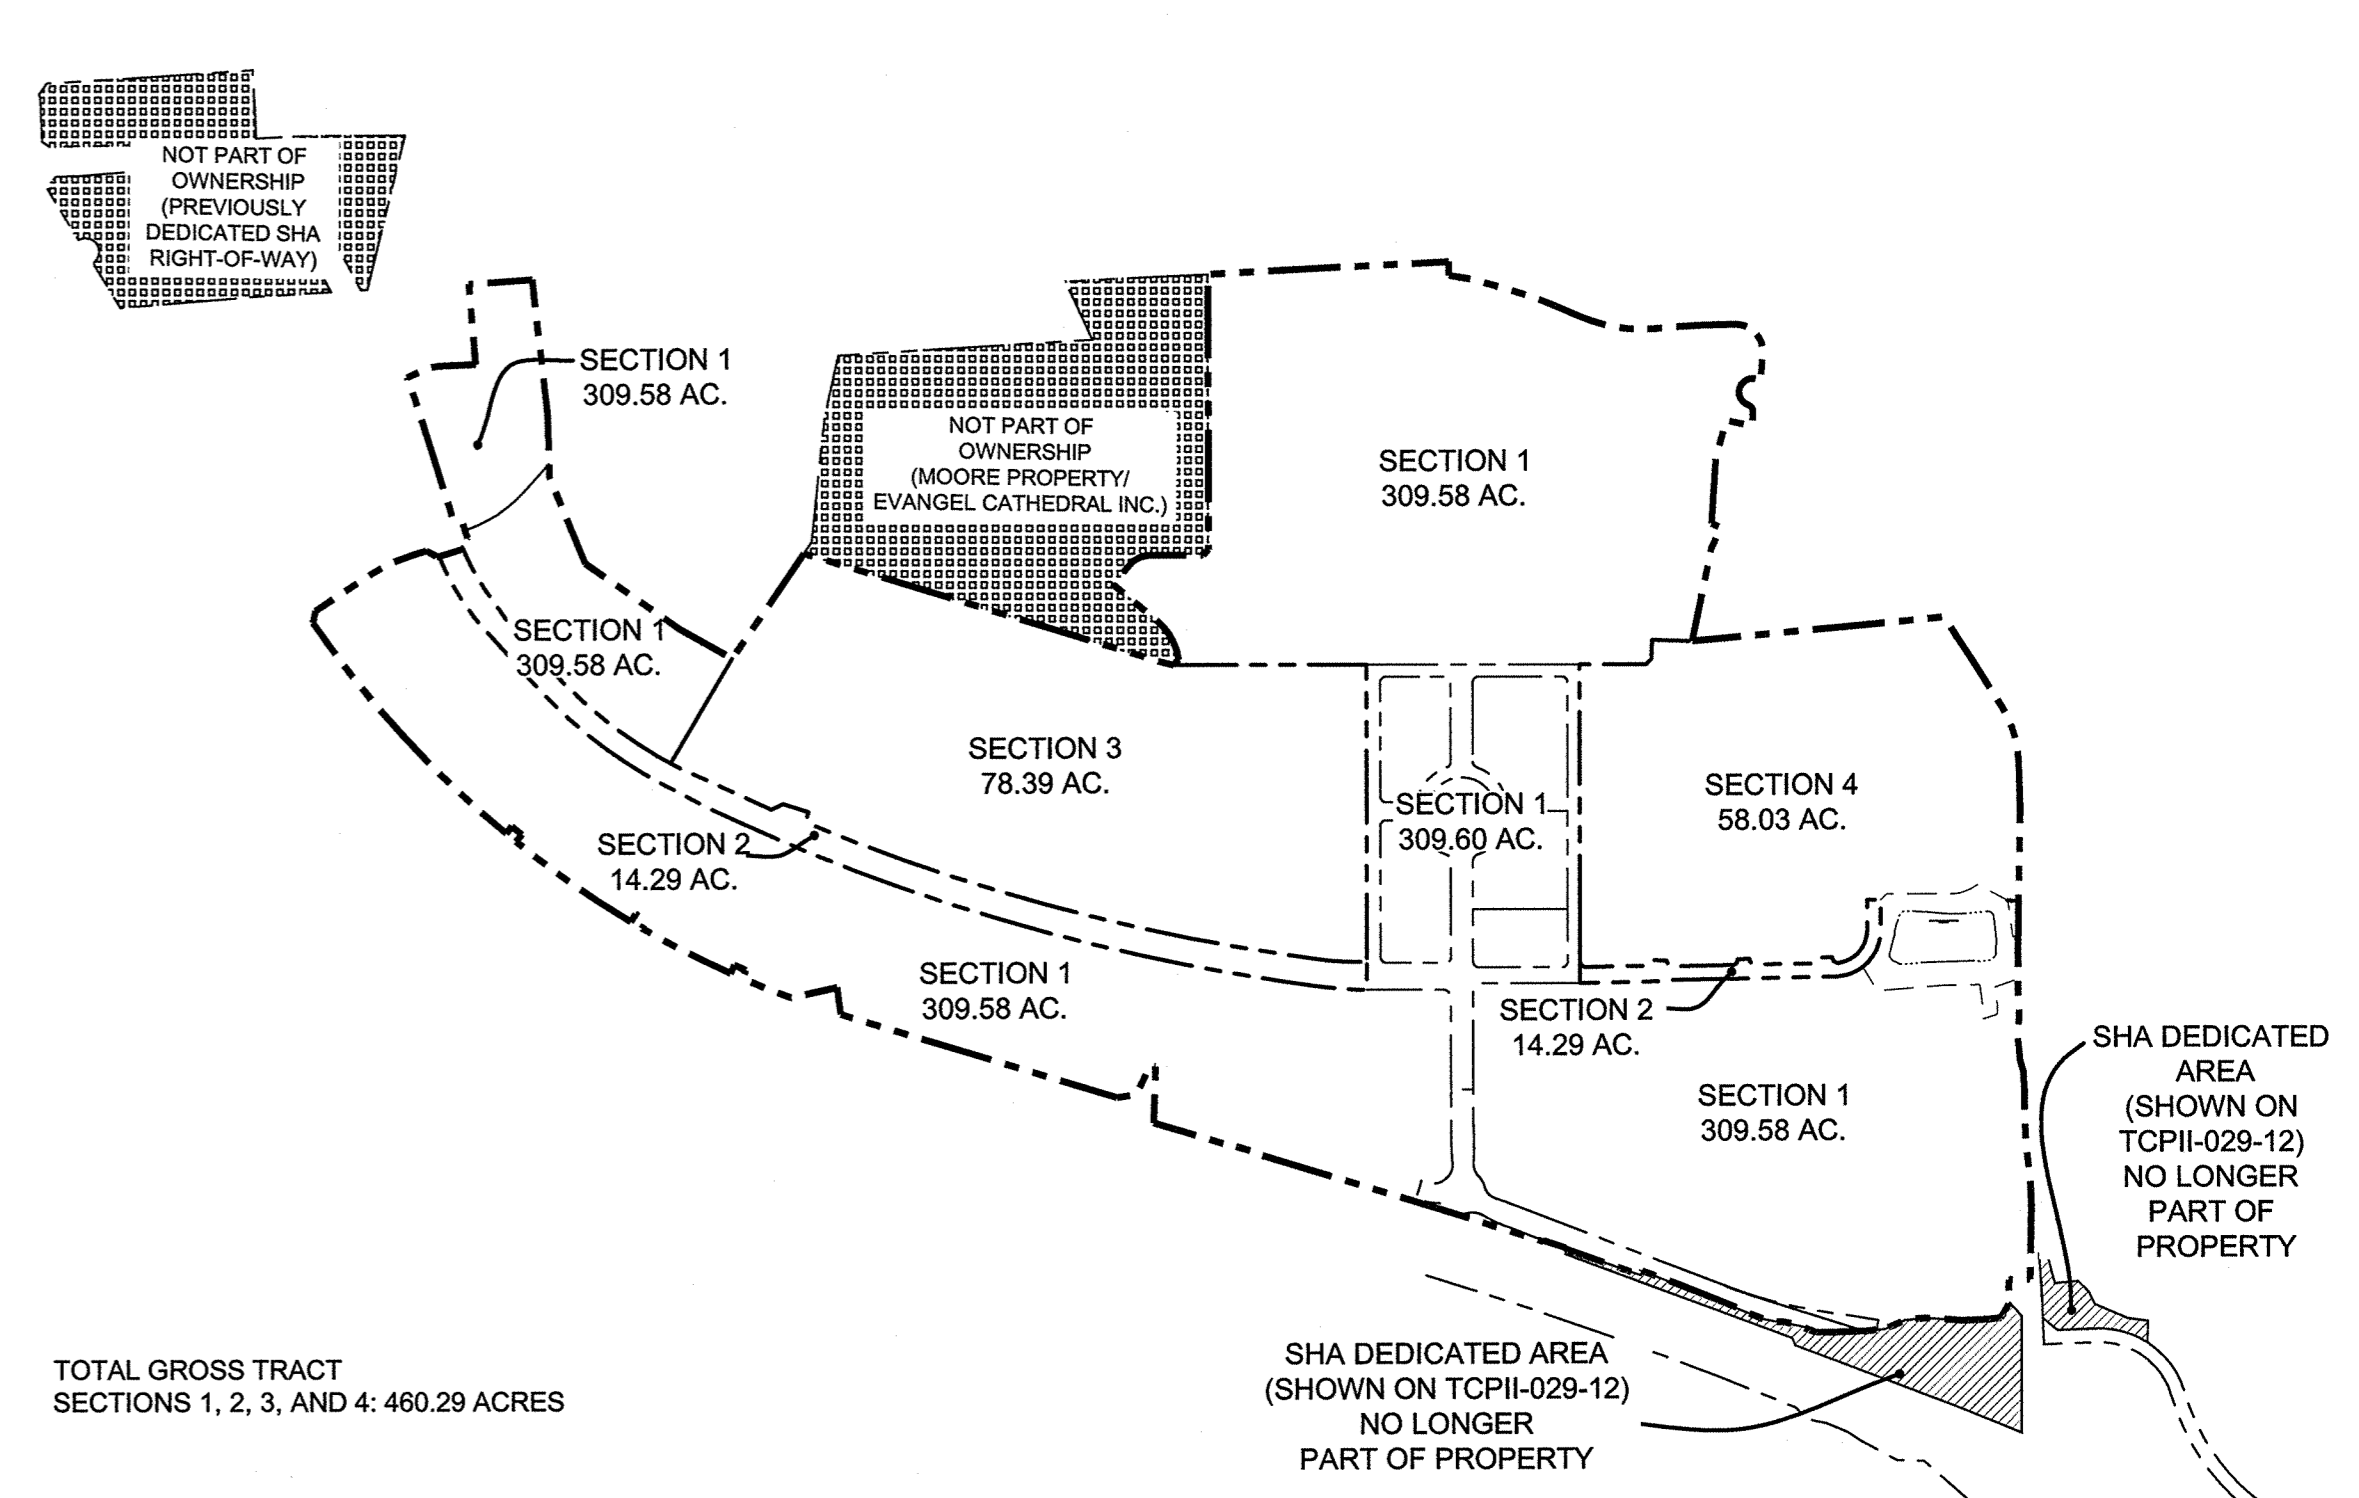 NOT PART OF
OWNERSHIP
(PREVIOUSLY
DEDICATED SHA
RIGHT-OF-WAY)
SECTION 1
309.58 AC.
NOT PART OF
OWNERSHIP
(MOORE PROPERTY/
EVANGEL CATHEDRAL INC.)
SECTION 1
309.58 AC.
SECTION 1
309.58 AC.
SECTION 3
78.39 AC.
SECTION 1
309.60 AC.
SECTION 4
58.03 AC.
SECTION 2
14.29 AC.
SECTION 1
309.58 AC.
SECTION 2
14.29 AC.
SECTION 1
309.58 AC.
SHA DEDICATED
AREA
(SHOWN ON
TCPII-029-12)
NO LONGER
PART OF
PROPERTY
SHA DEDICATED AREA
(SHOWN ON TCPII-029-12)
NO LONGER
PART OF PROPERTY
TOTAL GROSS TRACT
SECTIONS 1, 2, 3, AND 4: 460.29 ACRES